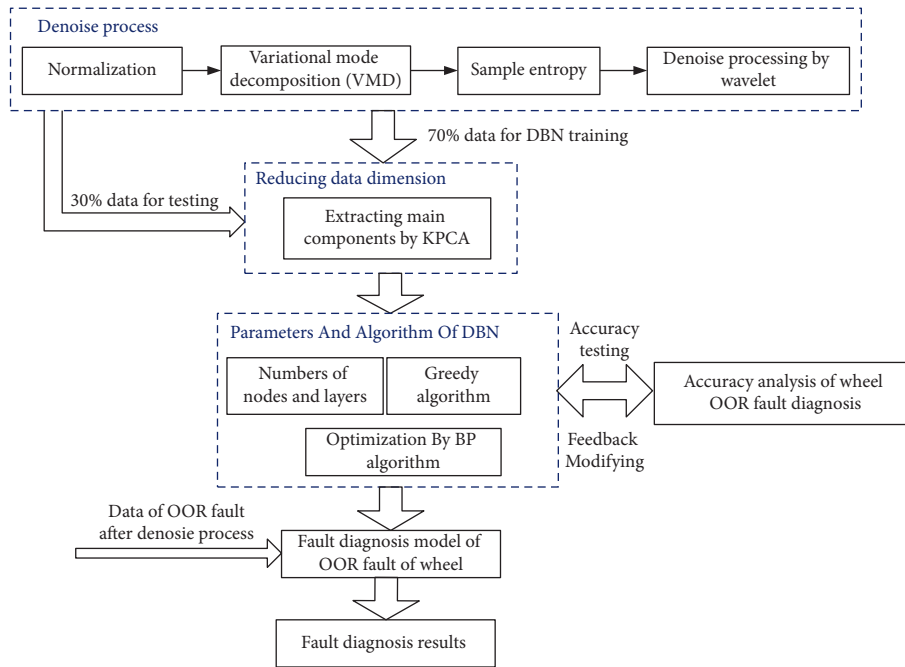 Denoise process
Normalization
Variational mode
decomposition (VMD)
Sample entropy
Denoise processing by
wavelet
70% data for DBN training
30% data for testing
Reducing data dimension
Extracting main
components by KPCA
Parameters And Algorithm Of DBN
Numbers of
nodes and layers
Greedy
algorithm
Optimization By BP
algorithm
Accuracy
testing
Feedback
Modifying
Accuracy analysis of wheel
OOR fault diagnosis
Data of OOR fault
after denosie process
Fault diagnosis model of
OOR fault of wheel
Fault diagnosis results